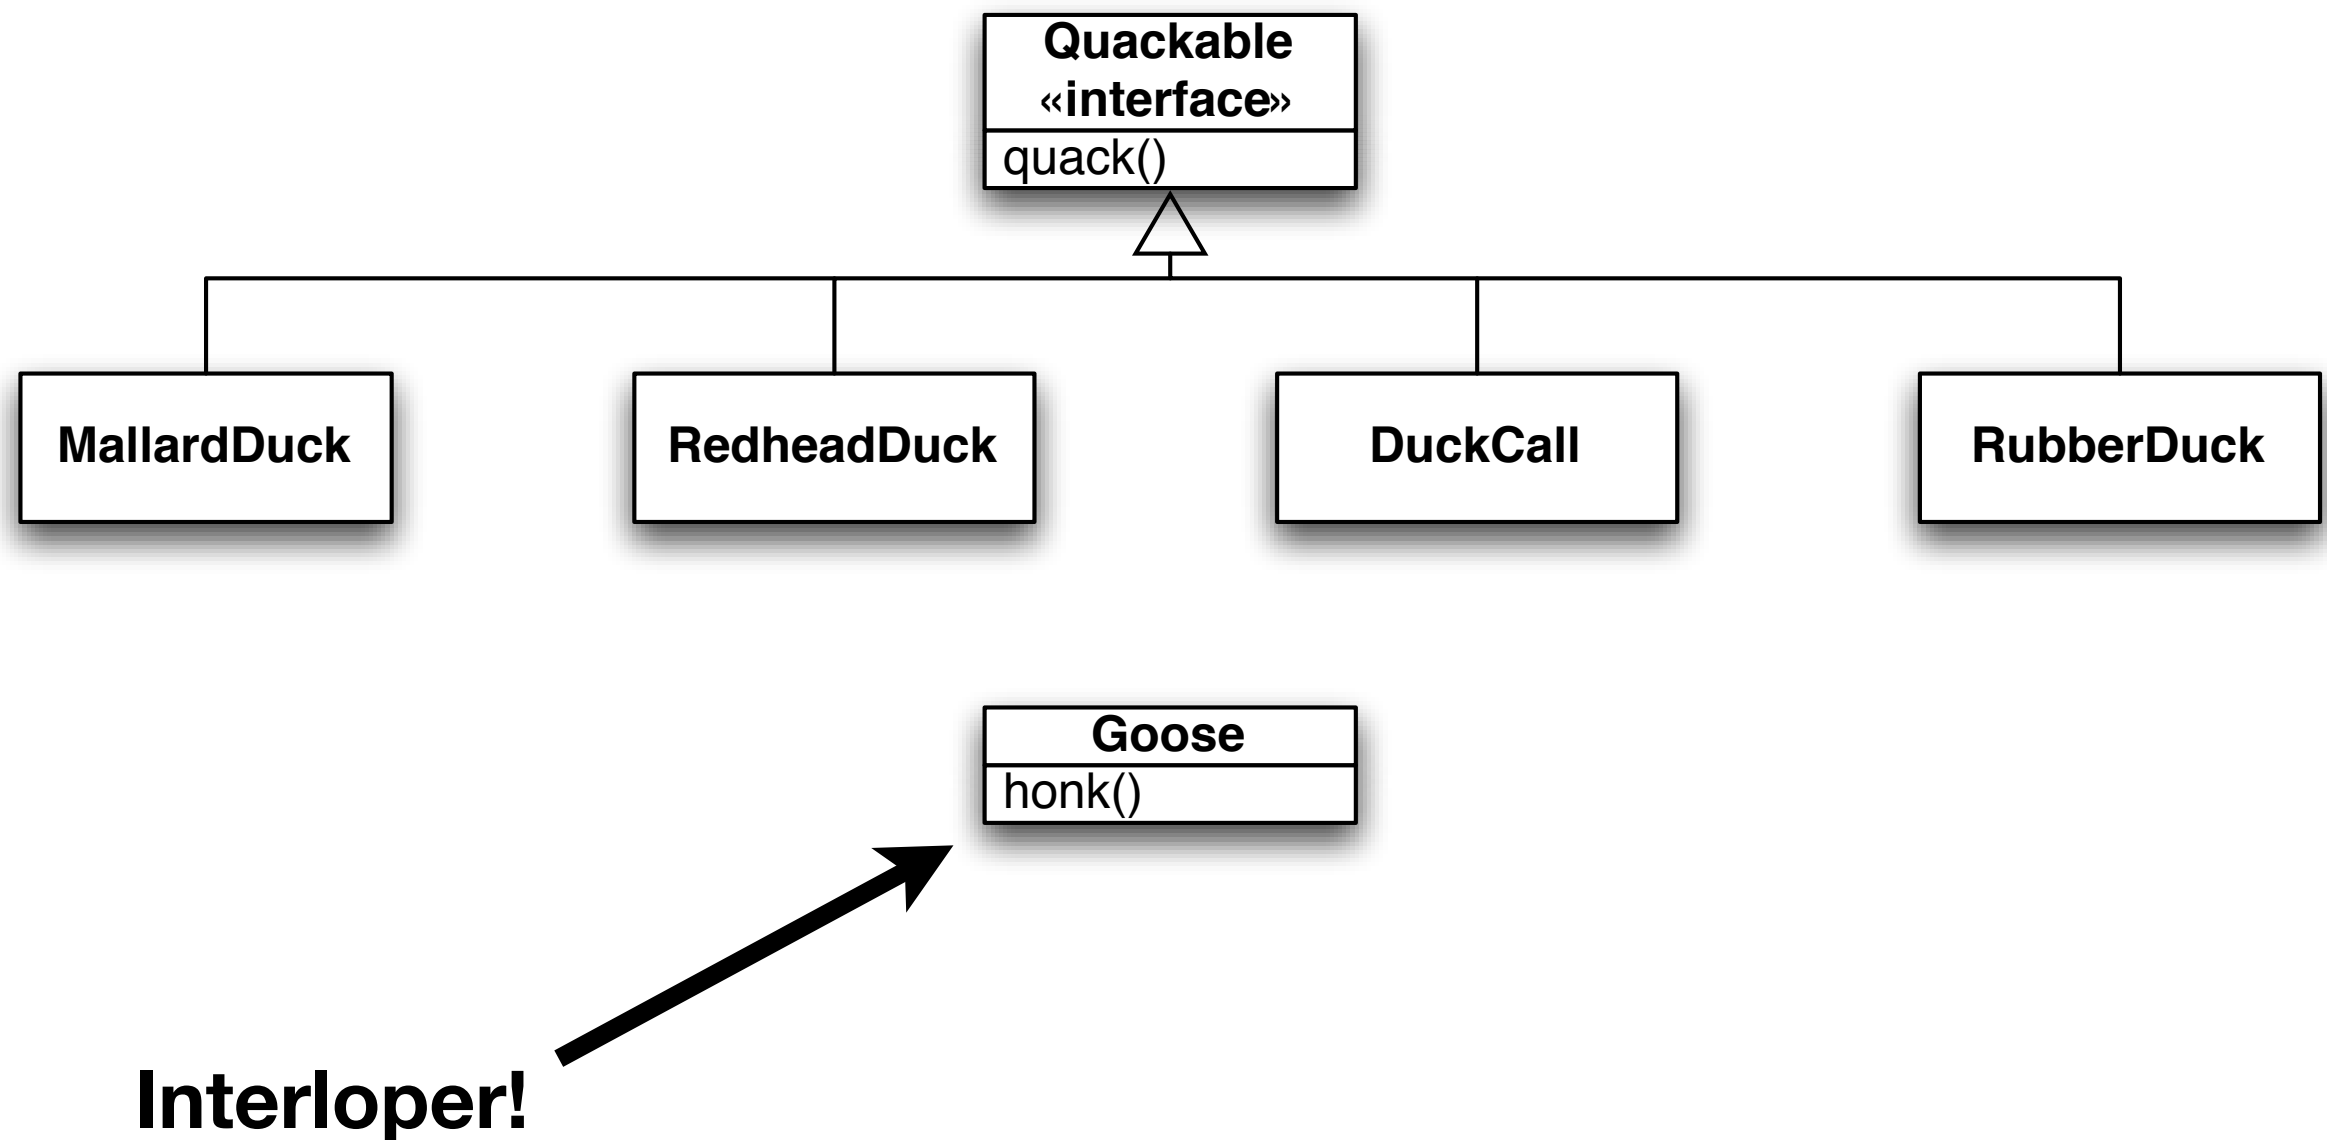 Quackable
«interface»
quack()
MallardDuck
RedheadDuck
DuckCall
RubberDuck
Goose
honk()
Interloper!